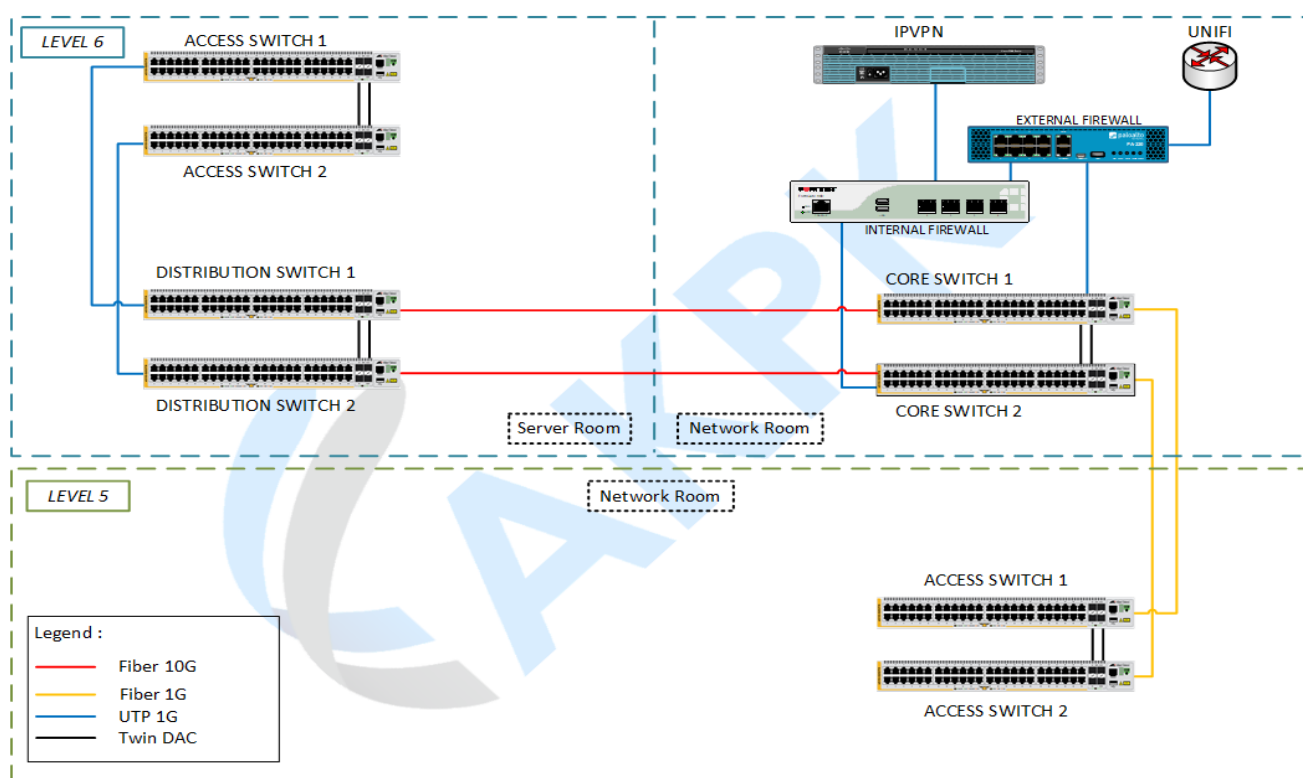 LEVEL 6
ACCESS SWITCH 1
ACCESS SWITCH 2
DISTRIBUTION SWITCH 1
DISTRIBUTION SWITCH 2
Server Room
IPVPN
UNIFI
EXTERNAL FIREWALL
paloalto
INTERNAL FIREWALL
CORE SWITCH 1
CORE SWITCH 2
Network Room
AKPK
LEVEL 5
Network Room
ACCESS SWITCH 1
ACCESS SWITCH 2
Legend :
Fiber 10G
Fiber 1G
UTP 1G
Twin DAC